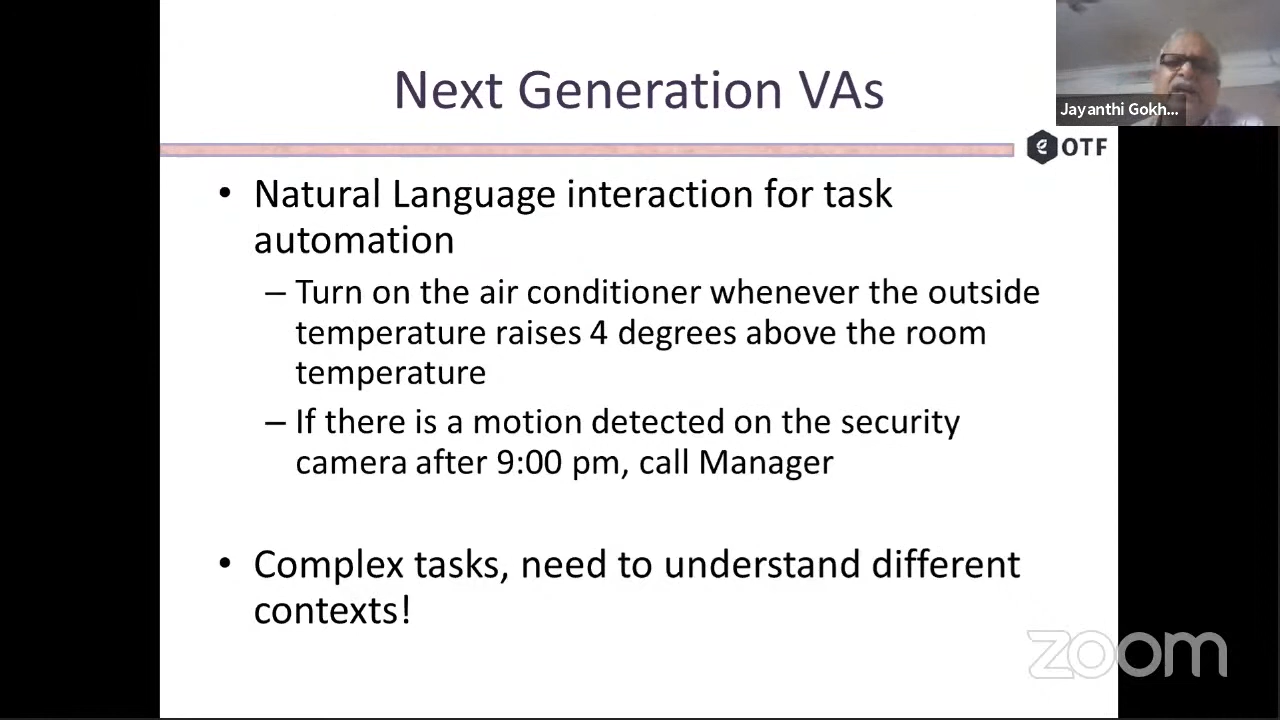 Next Generation VAs
Jayanthi Gokh...
OTF
• Natural Language interaction for task
automation
– Turn on the air conditioner whenever the outside
temperature raises 4 degrees above the room
temperature
– If there is a motion detected on the security
camera after 9:00 pm, call Manager
• Complex tasks, need to understand different
contexts!
zoom